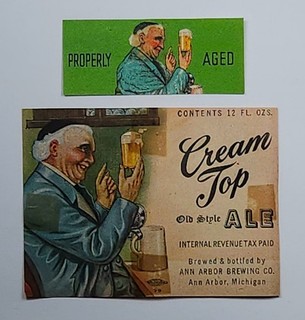 PROPERLY AGED
CONTENTS 12 FL. OZS.
Cream
Top
Old Style ALE
INTERNAL REVENUE TAX PAID
Brewed & bottled by
ANN ARBOR BREWING CO.
Ann Arbor, Michigan